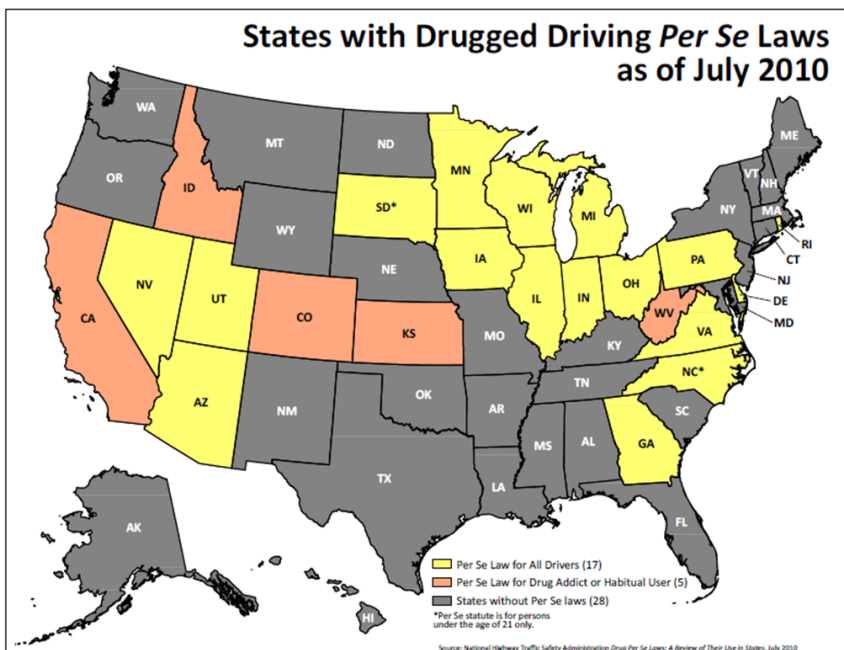 States with Drugged Driving Per Se Laws
as of July 2010
WA
MT
ND
MN
ME
OR
ID
SD*
WI
MI
VT
NH
WY
NY
MA
RI
CT
IA
PA
NJ
NE
NV
UT
IL
IN
OH
DE
CA
CO
KS
MO
WV
VA
MD
KY
AZ
NM
OK
AR
TN
NC*
SC
MS
AL
GA
TX
LA
FL
AK
HI
Per Se Law for All Drivers (17)
Per Se Law for Drug Addict or Habitual User (5)
States without Per Se laws (28)
*Per Se statute is for persons
under the age of 21 only.
Source: National Highway Traffic Safety Administration Drug Per Se Laws: A Review of Their Use in States, July 2010